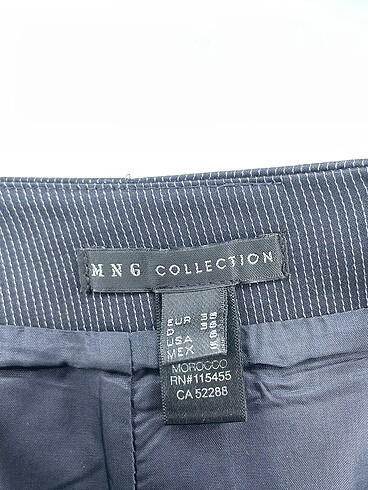 MNG COLLECTION
EUR
D
USA
MEX
MOROCCO
RN#115455
CA 52288